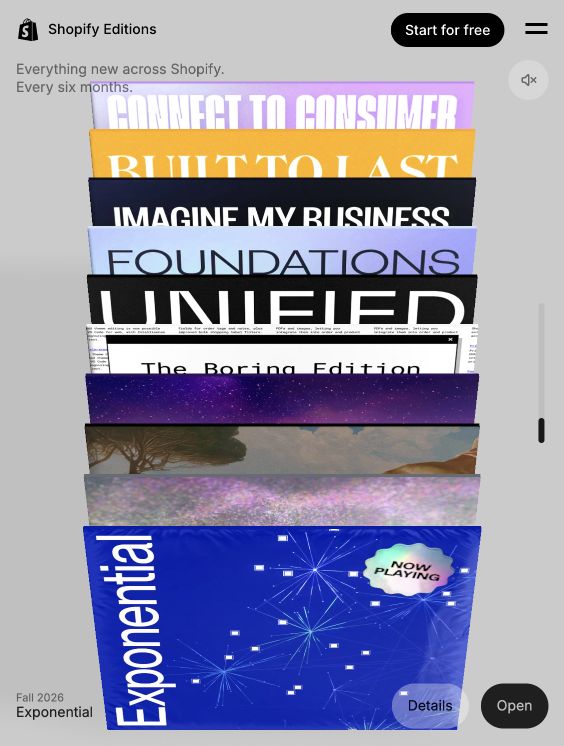 Shopify Editions
Start for free
Everything new across Shopify.
Every six months.
CONNECT TO CONSUMER
BUILT TO LAST
IMAGINE MY BUSINESS
FOUNDATIONS
UNIFIED
The Boring Edition
Exponential
NOW
PLAYING
Fall 2026
Exponential
Details
Open